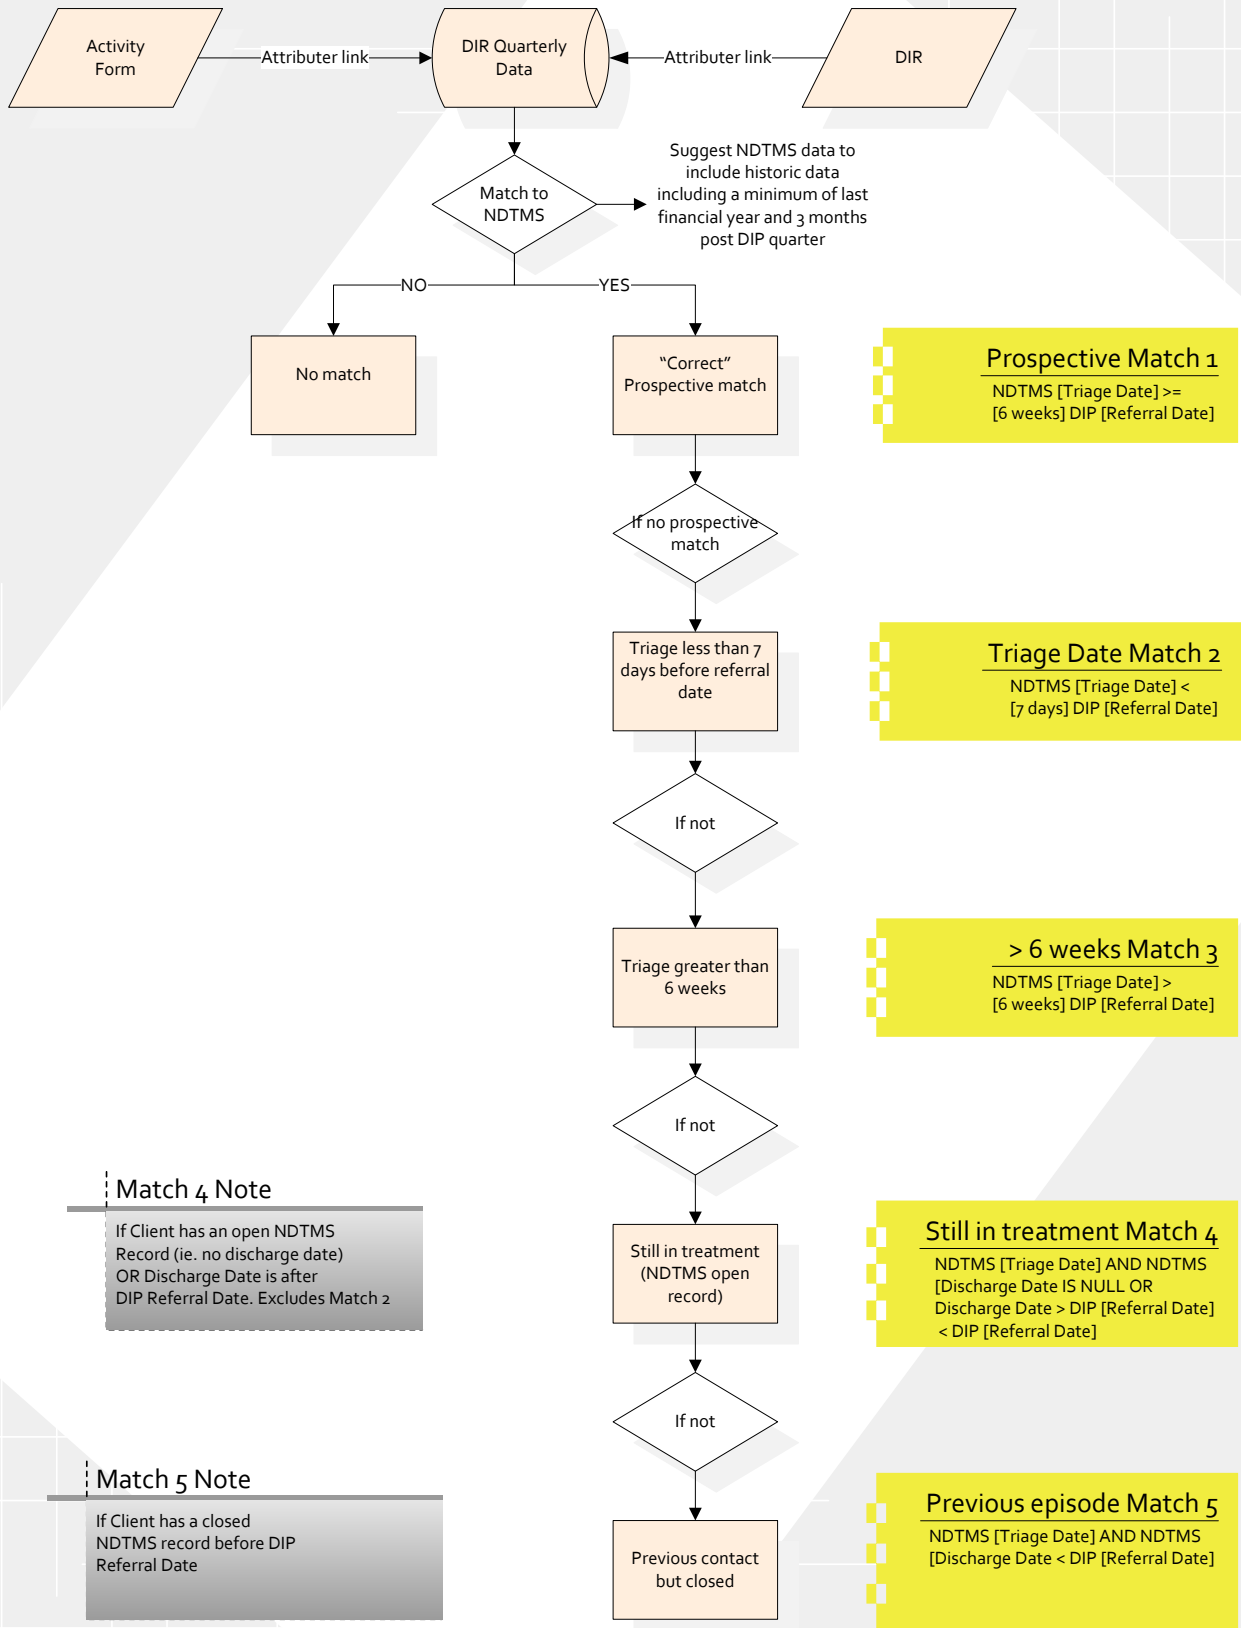 Activity
Form
Attributer link
DIR Quarterly
Data
Attributer link
DIR
Match to
NDTMS
Suggest NDTMS data to
include historic data
including a minimum of last
financial year and 3 months
post DIP quarter
NO
YES
No match
“Correct”
Prospective match
Prospective Match 1
NDTMS [Triage Date] >=
[6 weeks] DIP [Referral Date]
If no prospective
match
Triage less than 7
days before referral
date
Triage Date Match 2
NDTMS [Triage Date] <
[7 days] DIP [Referral Date]
If not
Triage greater than
6 weeks
> 6 weeks Match 3
NDTMS [Triage Date] >
[6 weeks] DIP [Referral Date]
If not
Match 4 Note
If Client has an open NDTMS
Record (ie. no discharge date)
OR Discharge Date is after
DIP Referral Date. Excludes Match 2
Still in treatment
(NDTMS open
record)
Still in treatment Match 4
NDTMS [Triage Date] AND NDTMS
[Discharge Date IS NULL OR
Discharge Date > DIP [Referral Date]
< DIP [Referral Date]
If not
Match 5 Note
If Client has a closed
NDTMS record before DIP
Referral Date
Previous contact
but closed
Previous episode Match 5
NDTMS [Triage Date] AND NDTMS
[Discharge Date < DIP [Referral Date]